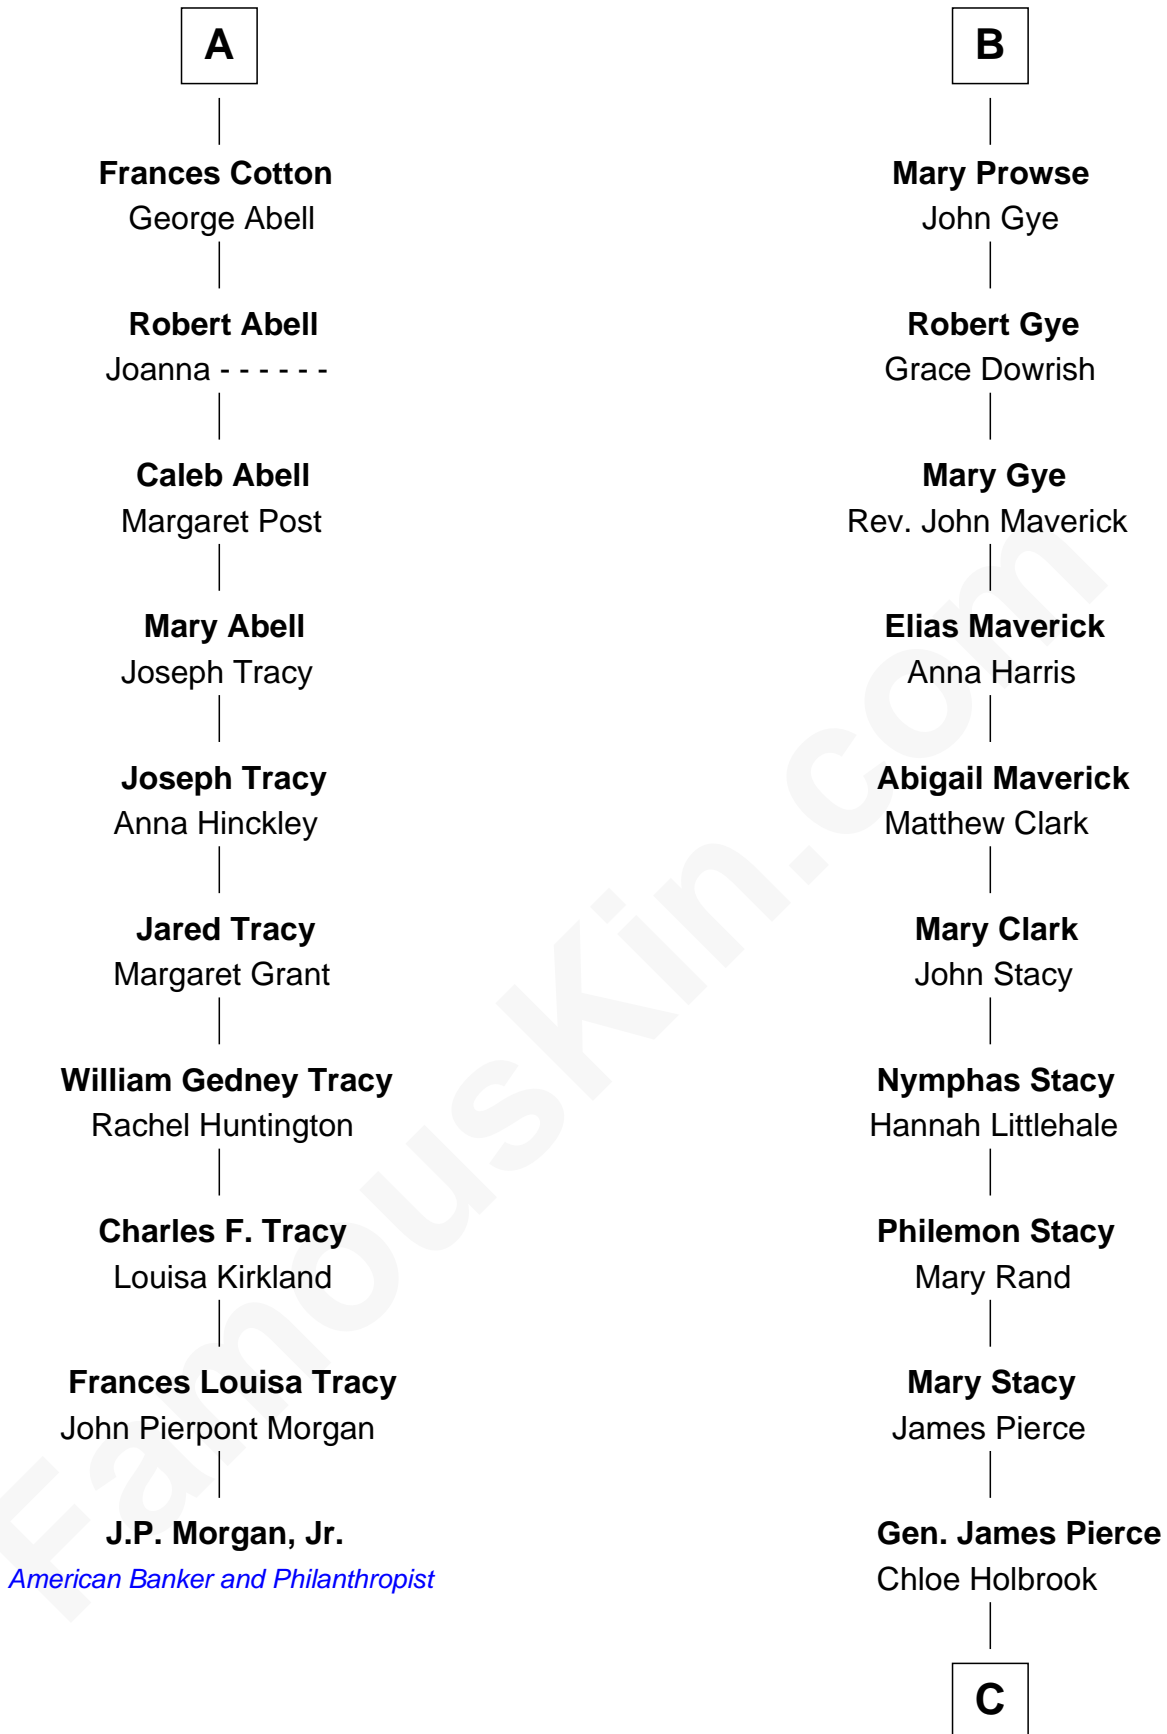 A
Frances Cotton
George Abell
Robert Abell
Joanna - - - - - -
Caleb Abell
Margaret Post
Mary Abell
Joseph Tracy
Joseph Tracy
Anna Hinckley
Jared Tracy
Margaret Grant
William Gedney Tracy
Rachel Huntington
Charles F. Tracy
Louisa Kirkland
Frances Louisa Tracy
John Pierpont Morgan
J.P. Morgan, Jr.
American Banker and Philanthropist
B
Mary Prowse
John Gye
Robert Gye
Grace Dowrish
Mary Gye
Rev. John Maverick
Elias Maverick
Anna Harris
Abigail Maverick
Matthew Clark
Mary Clark
John Stacy
Nymphas Stacy
Hannah Littlehale
Philemon Stacy
Mary Rand
Mary Stacy
James Pierce
Gen. James Pierce
Chloe Holbrook
C
FamousKin.com